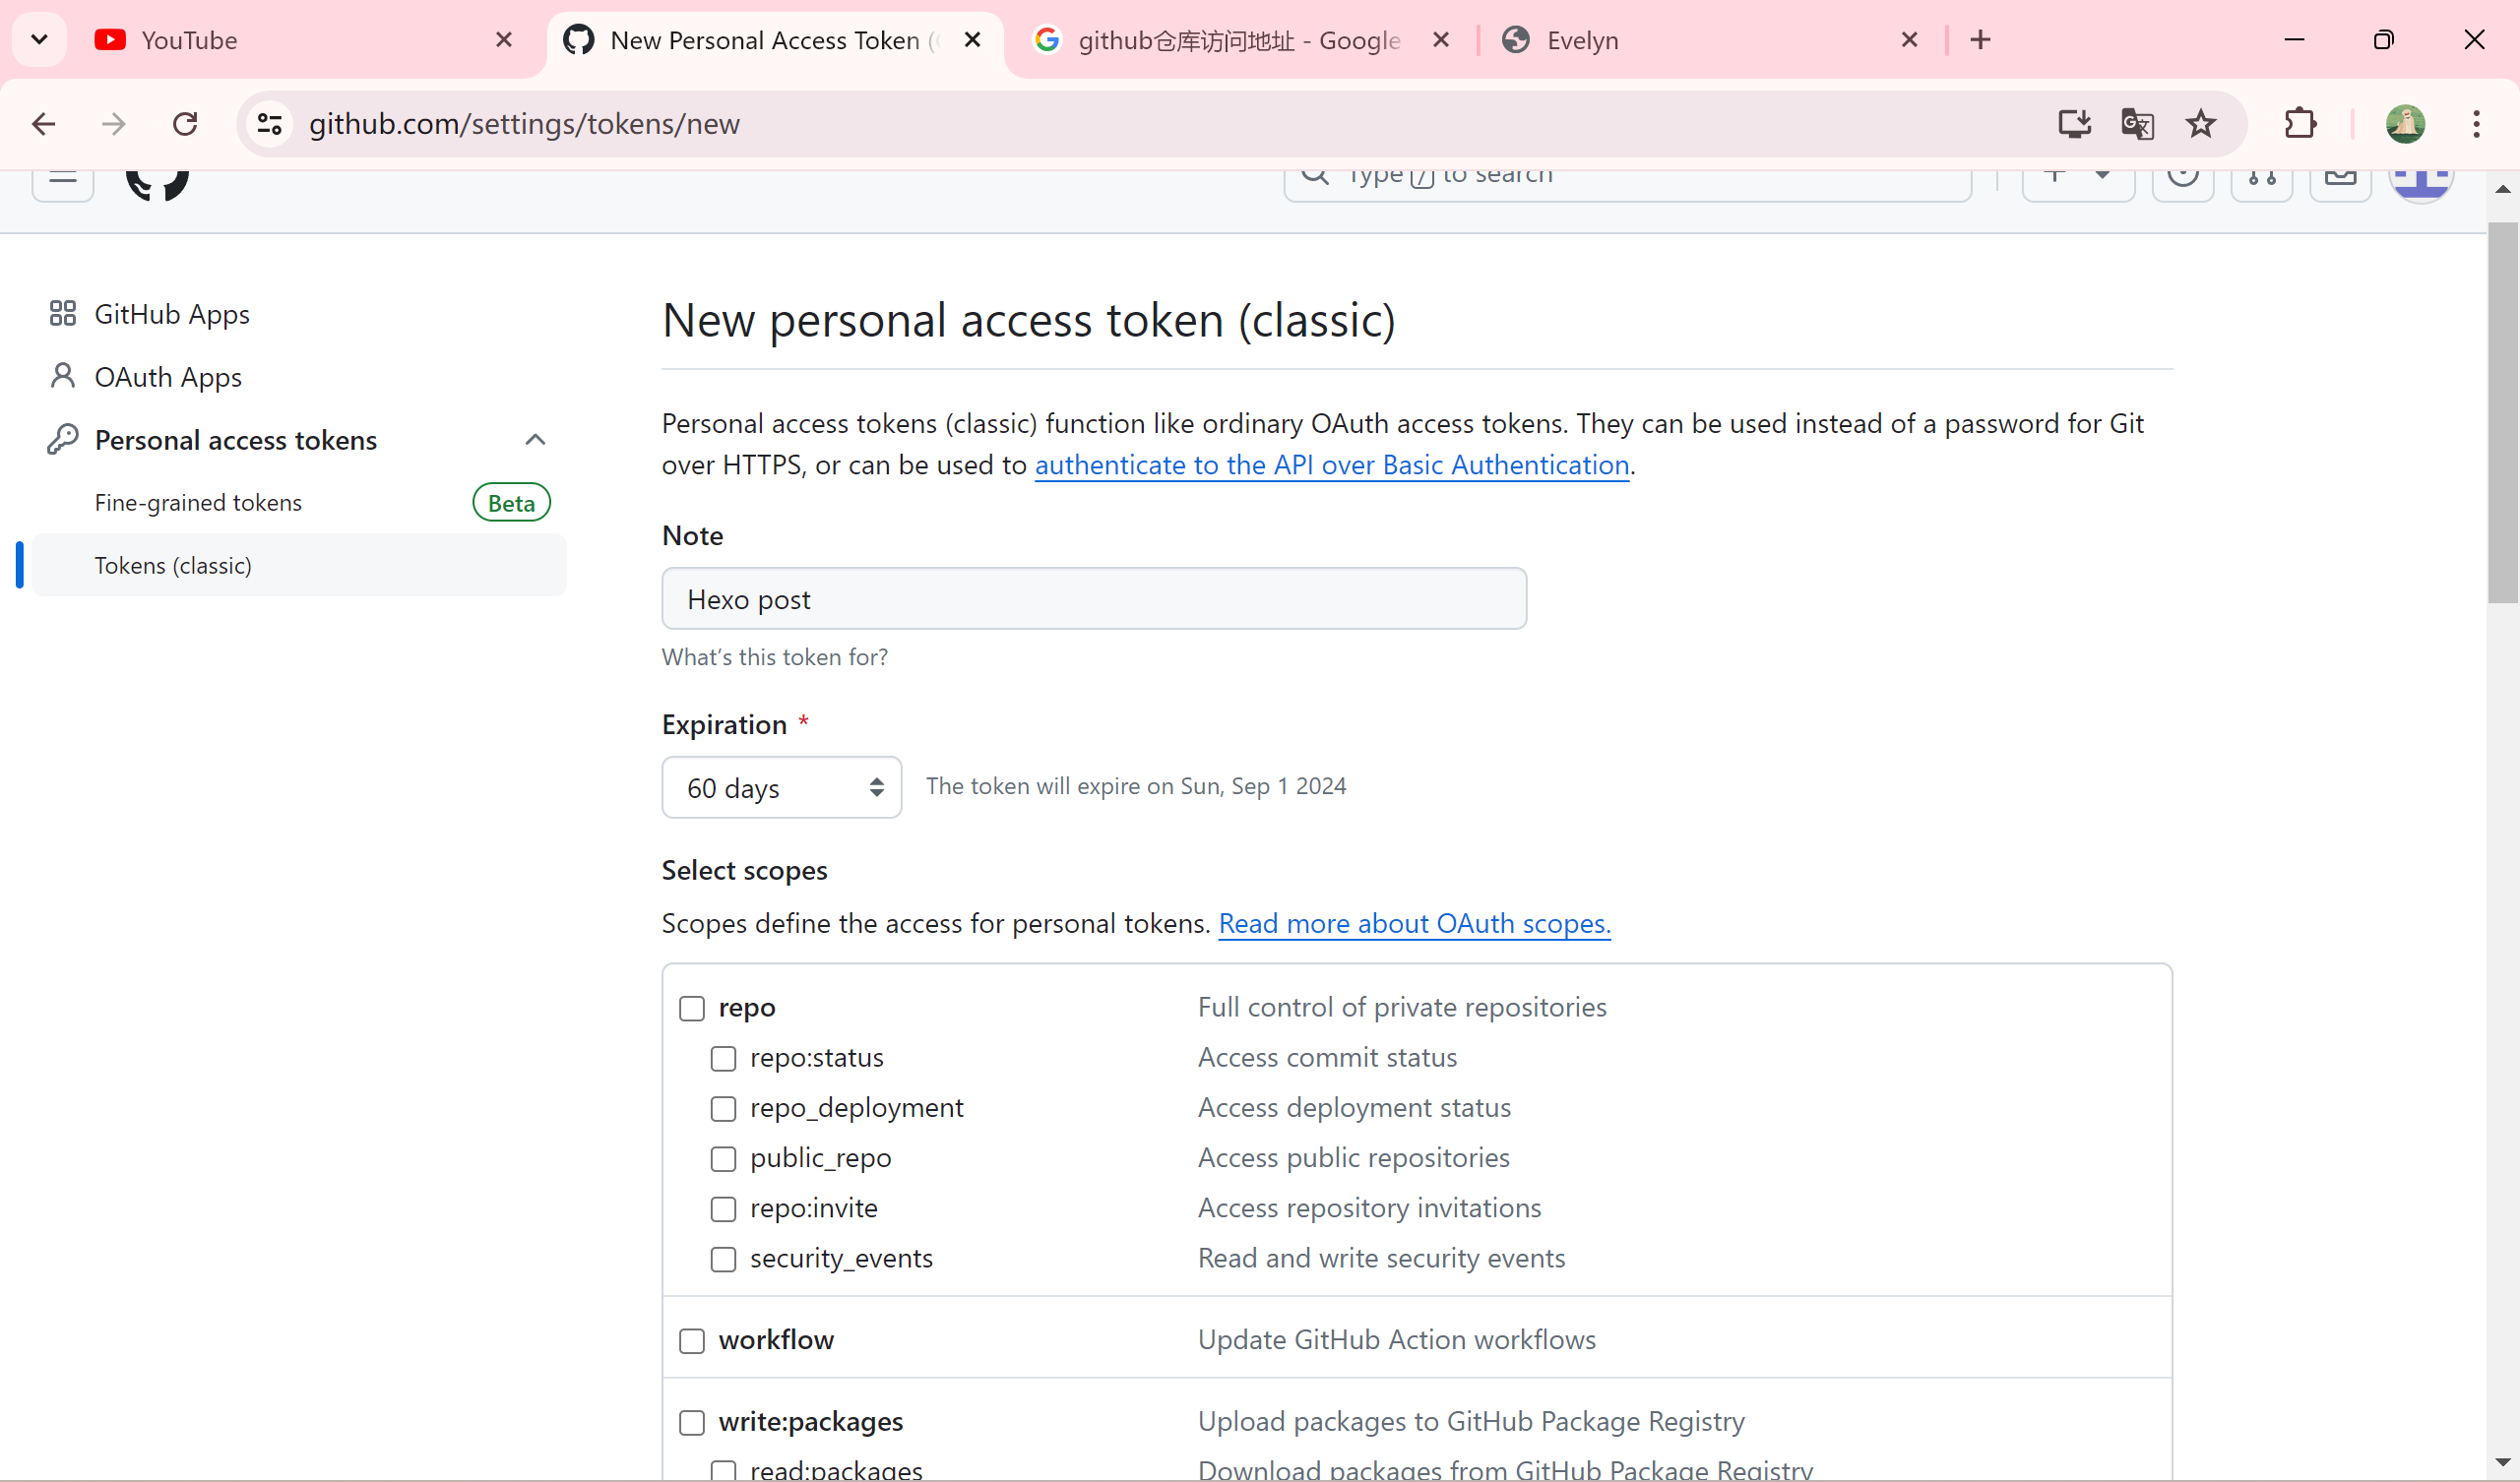 YouTube
New Personal Access Token (
github仓库访问地址 - Google
Evelyn
github.com/settings/tokens/new
Type / to search
GitHub Apps
OAuth Apps
Personal access tokens
Fine-grained tokens
Beta
Tokens (classic)
New personal access token (classic)
Personal access tokens (classic) function like ordinary OAuth access tokens. They can be used instead of a password for Git
over HTTPS, or can be used to authenticate to the API over Basic Authentication.
Note
Hexo post
What's this token for?
Expiration *
60 days
The token will expire on Sun, Sep 1 2024
Select scopes
Scopes define the access for personal tokens. Read more about OAuth scopes.
repo Full control of private repositories
repo:status Access commit status
repo_deployment Access deployment status
public_repo Access public repositories
repo:invite Access repository invitations
security_events Read and write security events
workflow Update GitHub Action workflows
write:packages Upload packages to GitHub Package Registry
read:packages Download packages from GitHub Package Registry